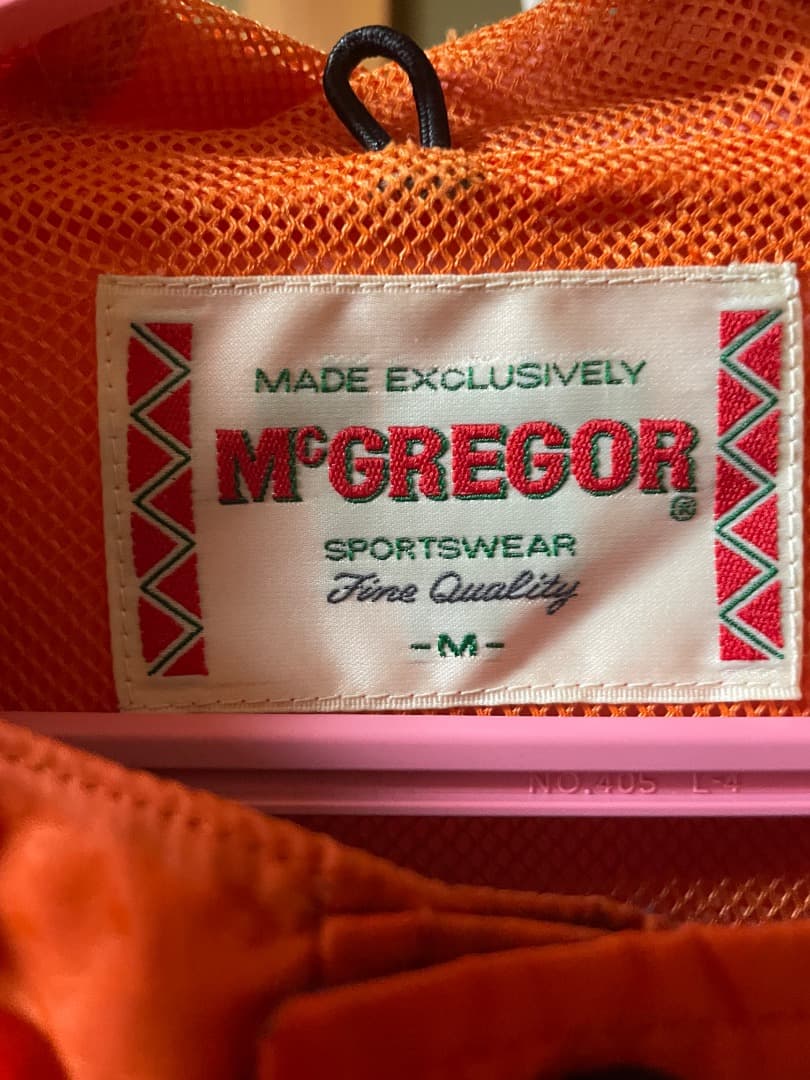 MADE EXCLUSIVELY
McGREGOR®
SPORTSWEAR
Fine Quality
-M-
NO.405 L-4